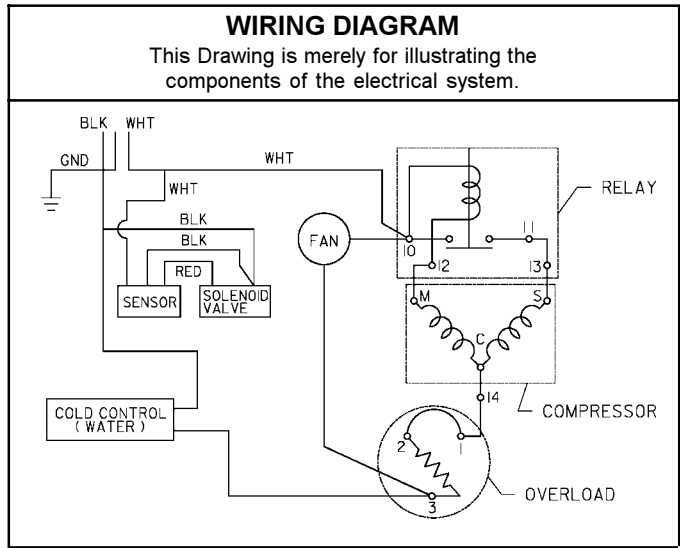 WIRING DIAGRAM
This Drawing is merely for illustrating the
components of the electrical system.
BLK WHT
GND
WHT
WHT
RELAY
BLK
BLK
RED
FAN
10
11
12
13
SENSOR
SOLENOID
VALVE
M
S
C
14
COMPRESSOR
COLD CONTROL
( WATER )
2
1
3
OVERLOAD